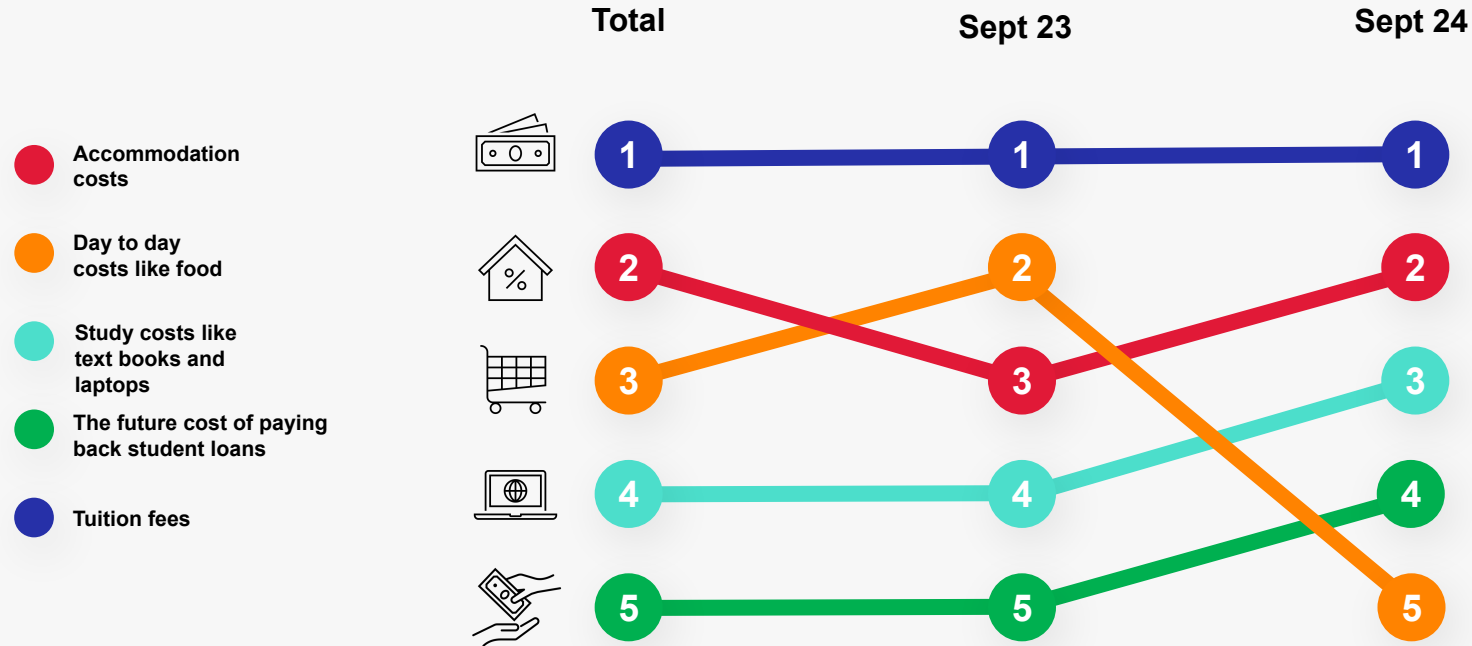 Total
Sept 23
Sept 24
Accommodation
costs
Day to day
costs like food
Study costs like
text books and
laptops
The future cost of paying
back student loans
Tuition fees
1
1
1
2
2
2
%
3
3
3
4
4
4
5
5
5